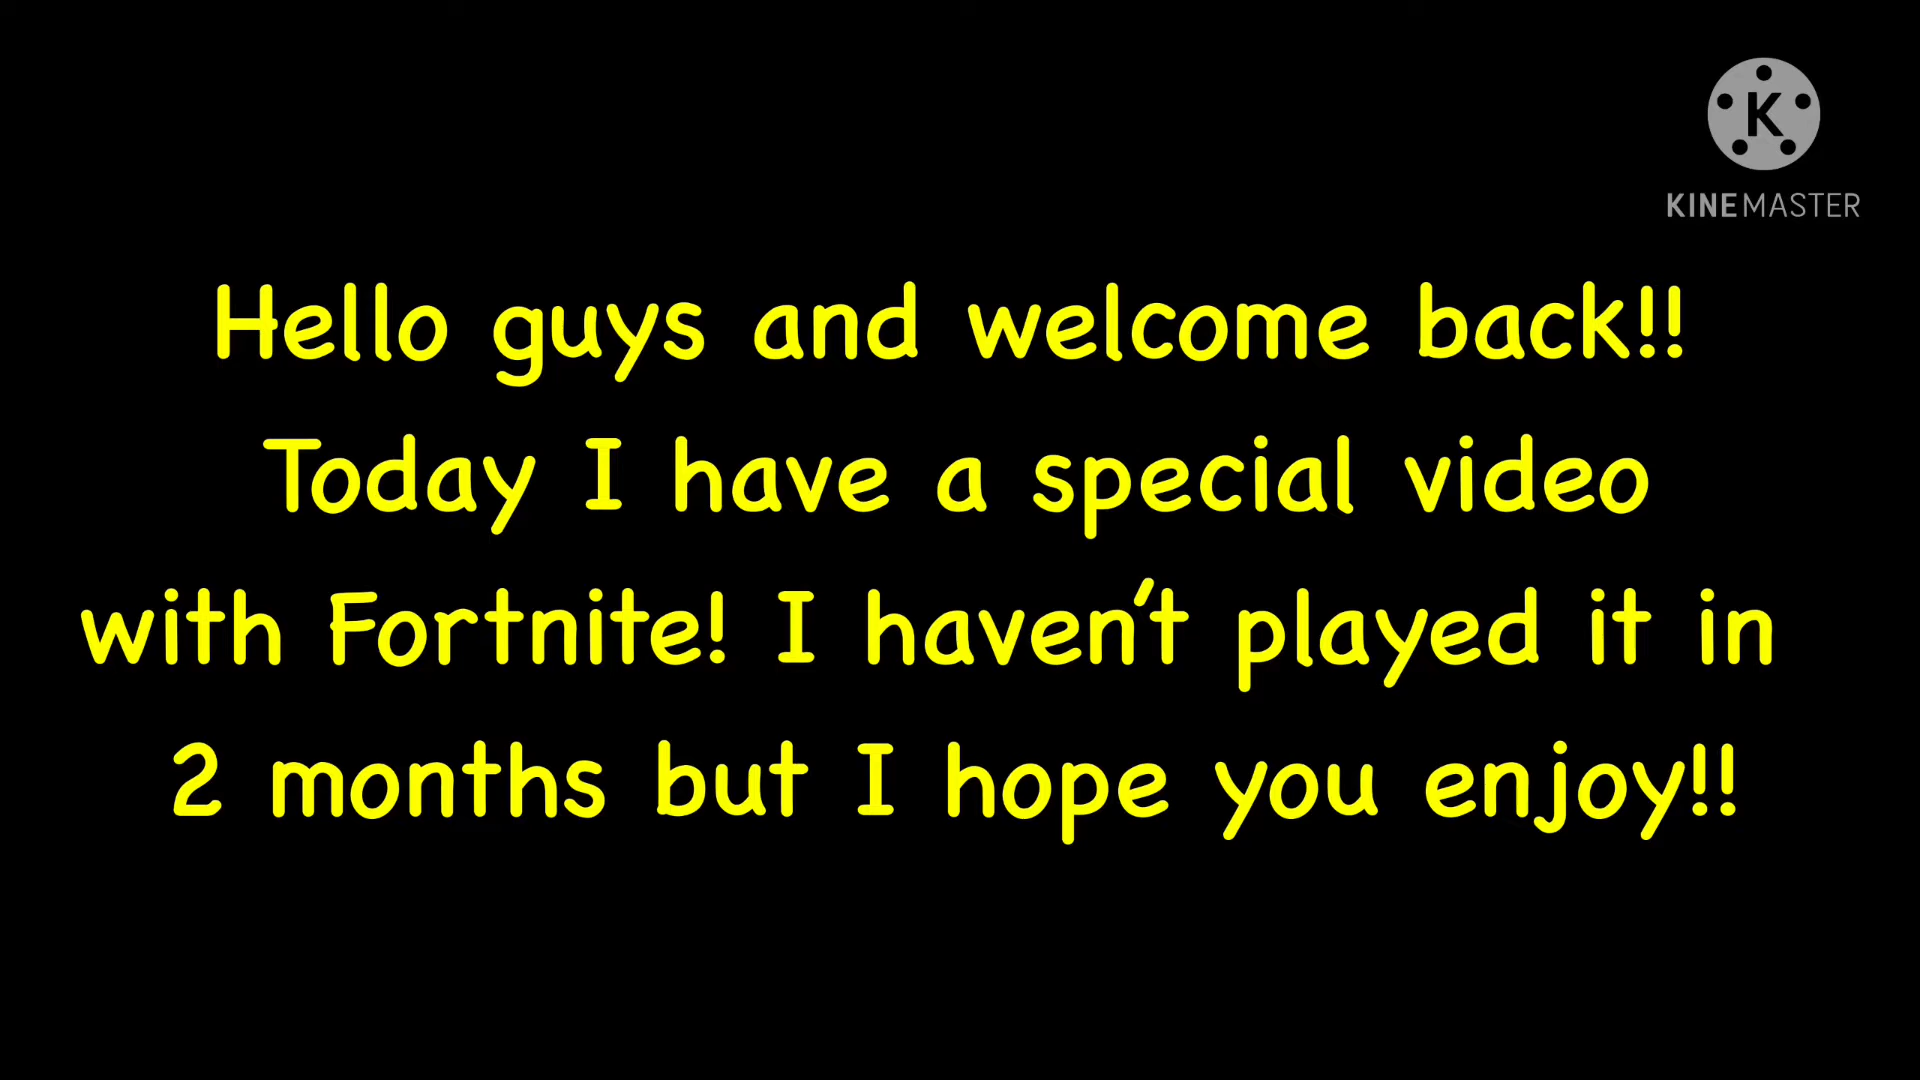 K
KINEMASTER
Hello guys and welcome back!!
Today I have a special video
with Fortnite! I haven't played it in
2 months but I hope you enjoy!!